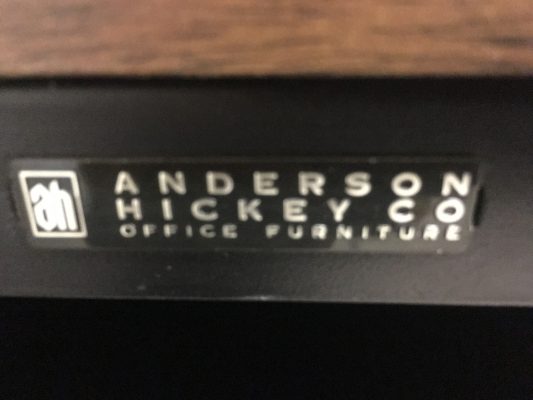 ah
ANDERSON
HICKEY CO
OFFICE FURNITURE